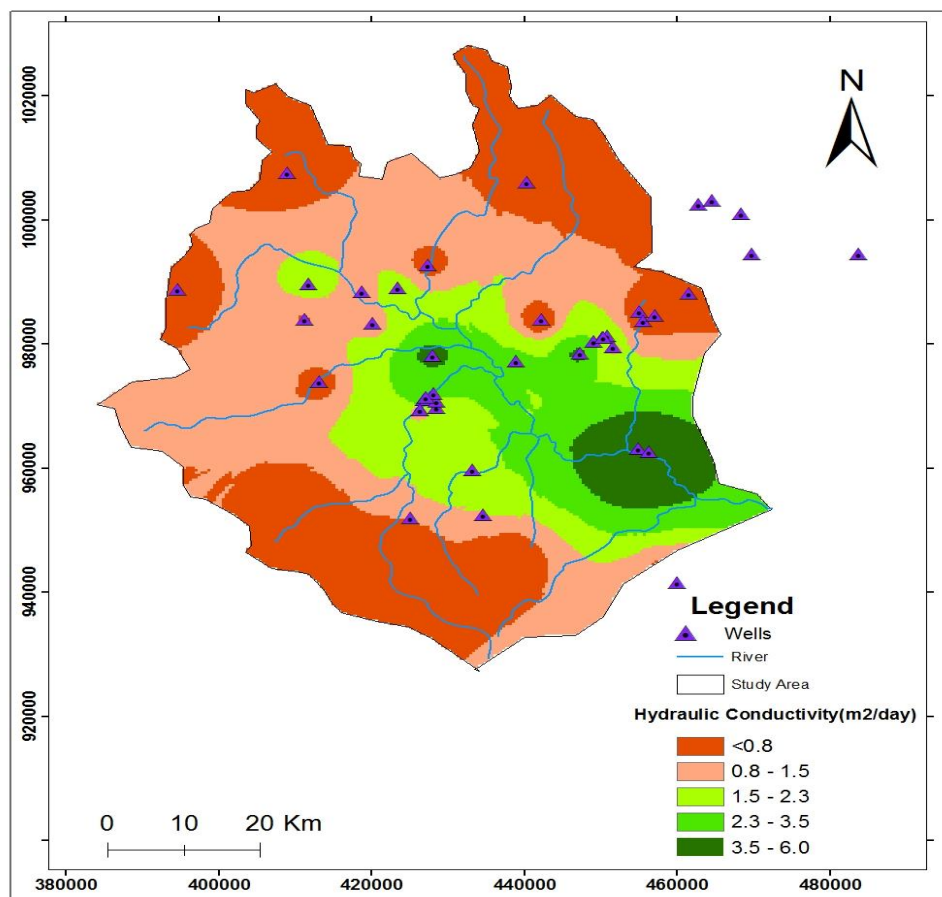 N
1020000
1000000
980000
960000
940000
920000
Legend
Wells
River
Study Area
Hydraulic Conductivity(m2/day)
<0.8
0.8 - 1.5
1.5 - 2.3
2.3 - 3.5
3.5 - 6.0
0 10 20 Km
380000 400000 420000 440000 460000 480000